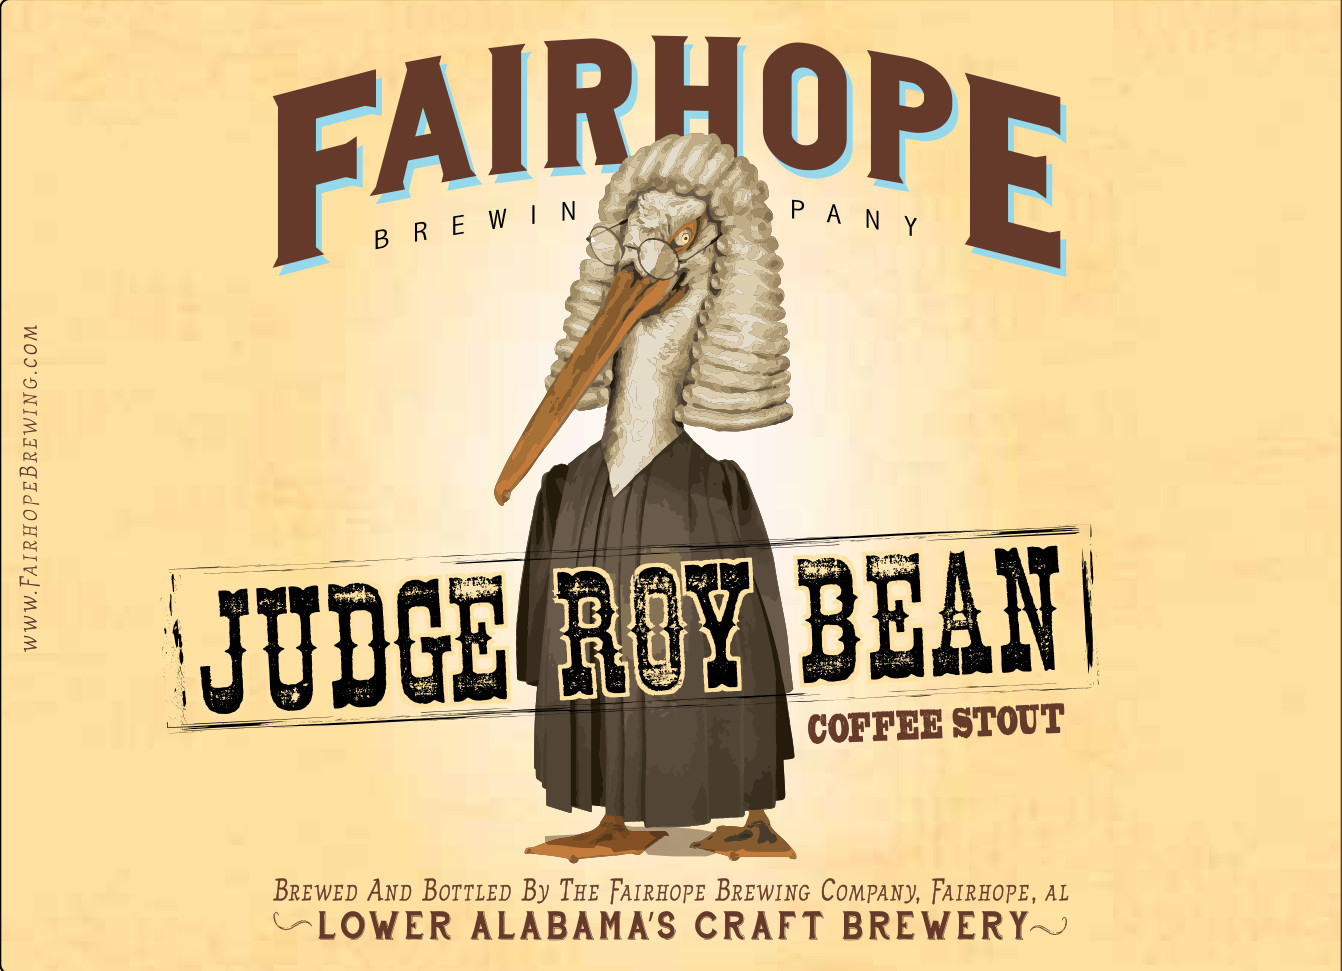 FAIRHOPE
BREWIN PANY
www.FairhopeBrewing.com
JUDGE ROY BEAN
COFFEE STOUT
Brewed And Bottled By The Fairhope Brewing Company, Fairhope, AL
LOWER ALABAMA'S CRAFT BREWERY